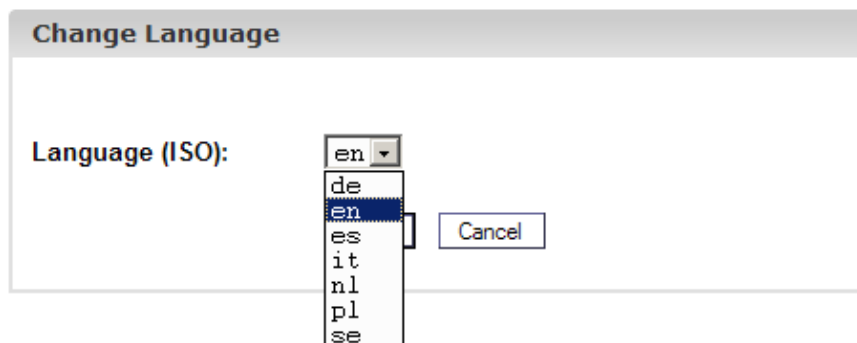 Change Language
Language (ISO):
en
de
en
es
Cancel
it
nl
pl
se